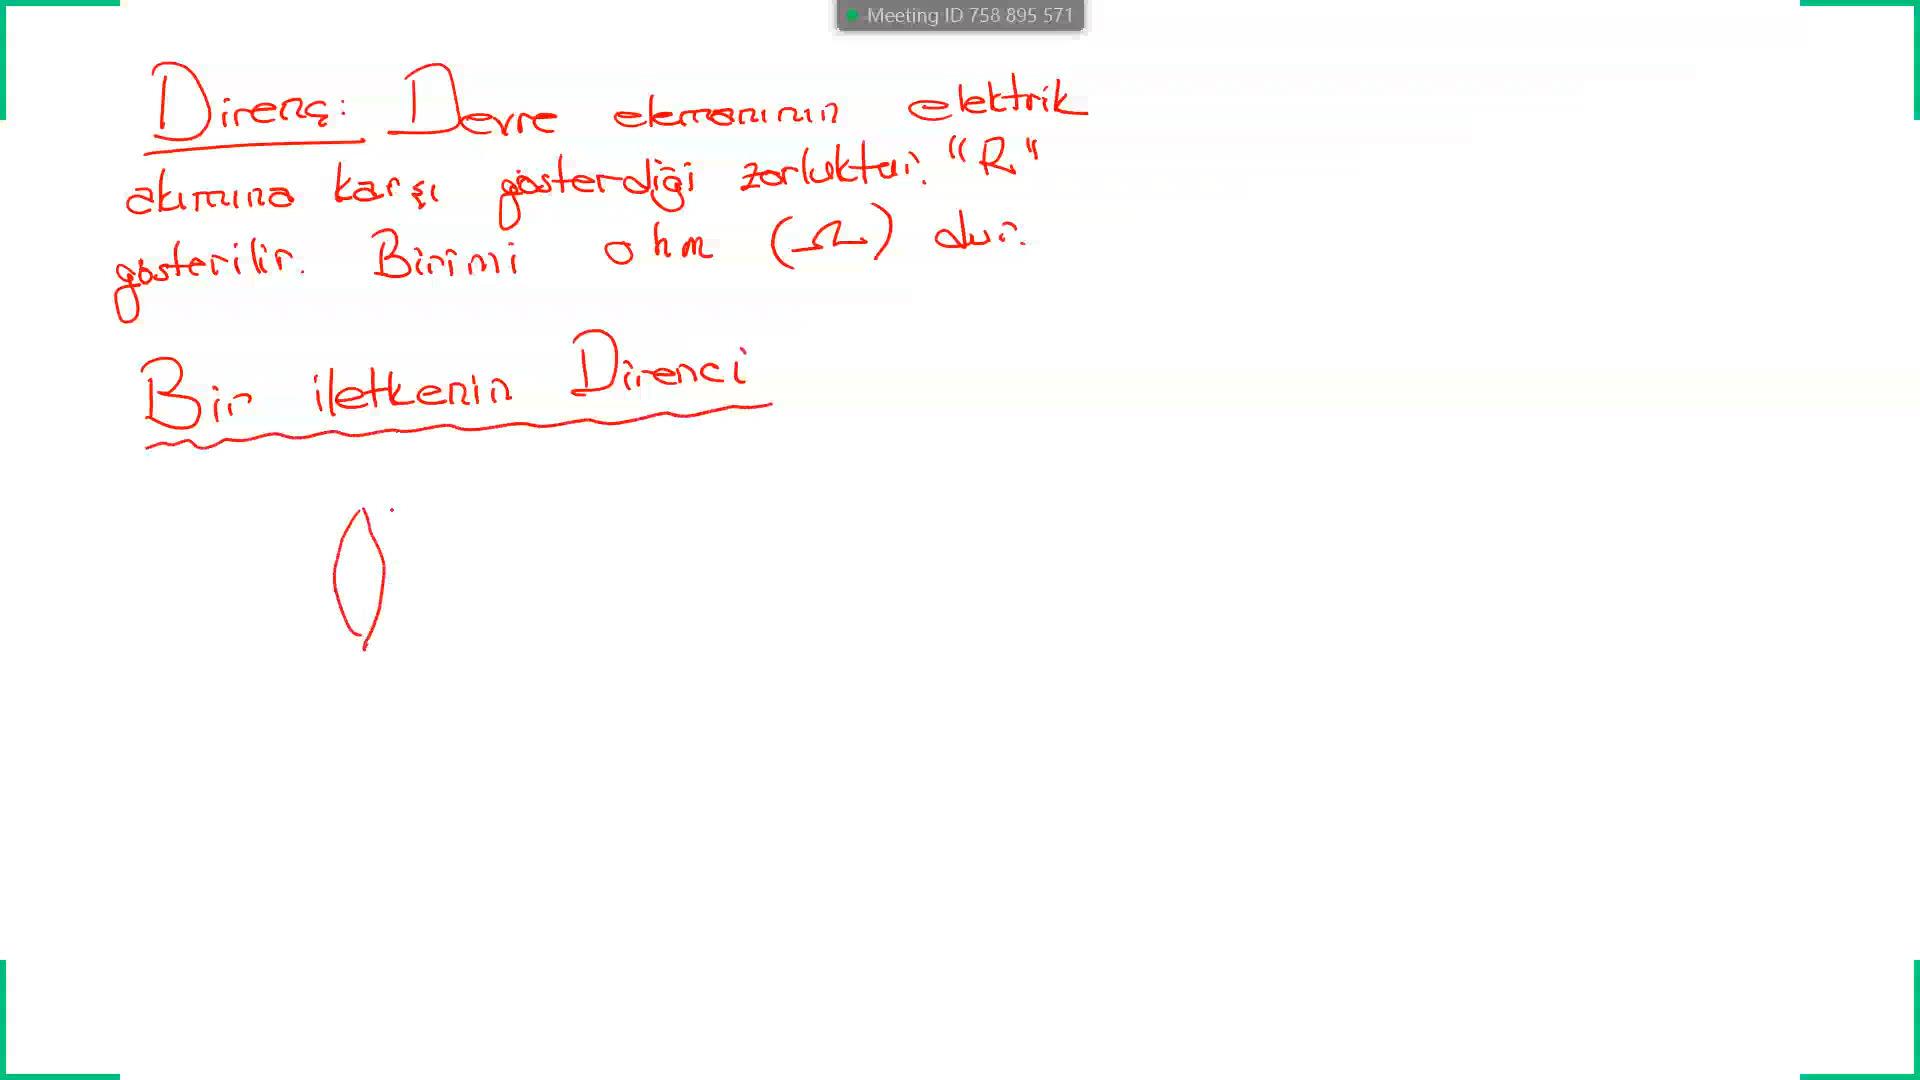 Meeting ID 758 895 571
Direnç: Devre elemanının elektrik
akımına karşı gösterdiği zorluktur. "R"
gösterilir. Birimi ohm (Ω) dur.
Bir iletkenin Direnci